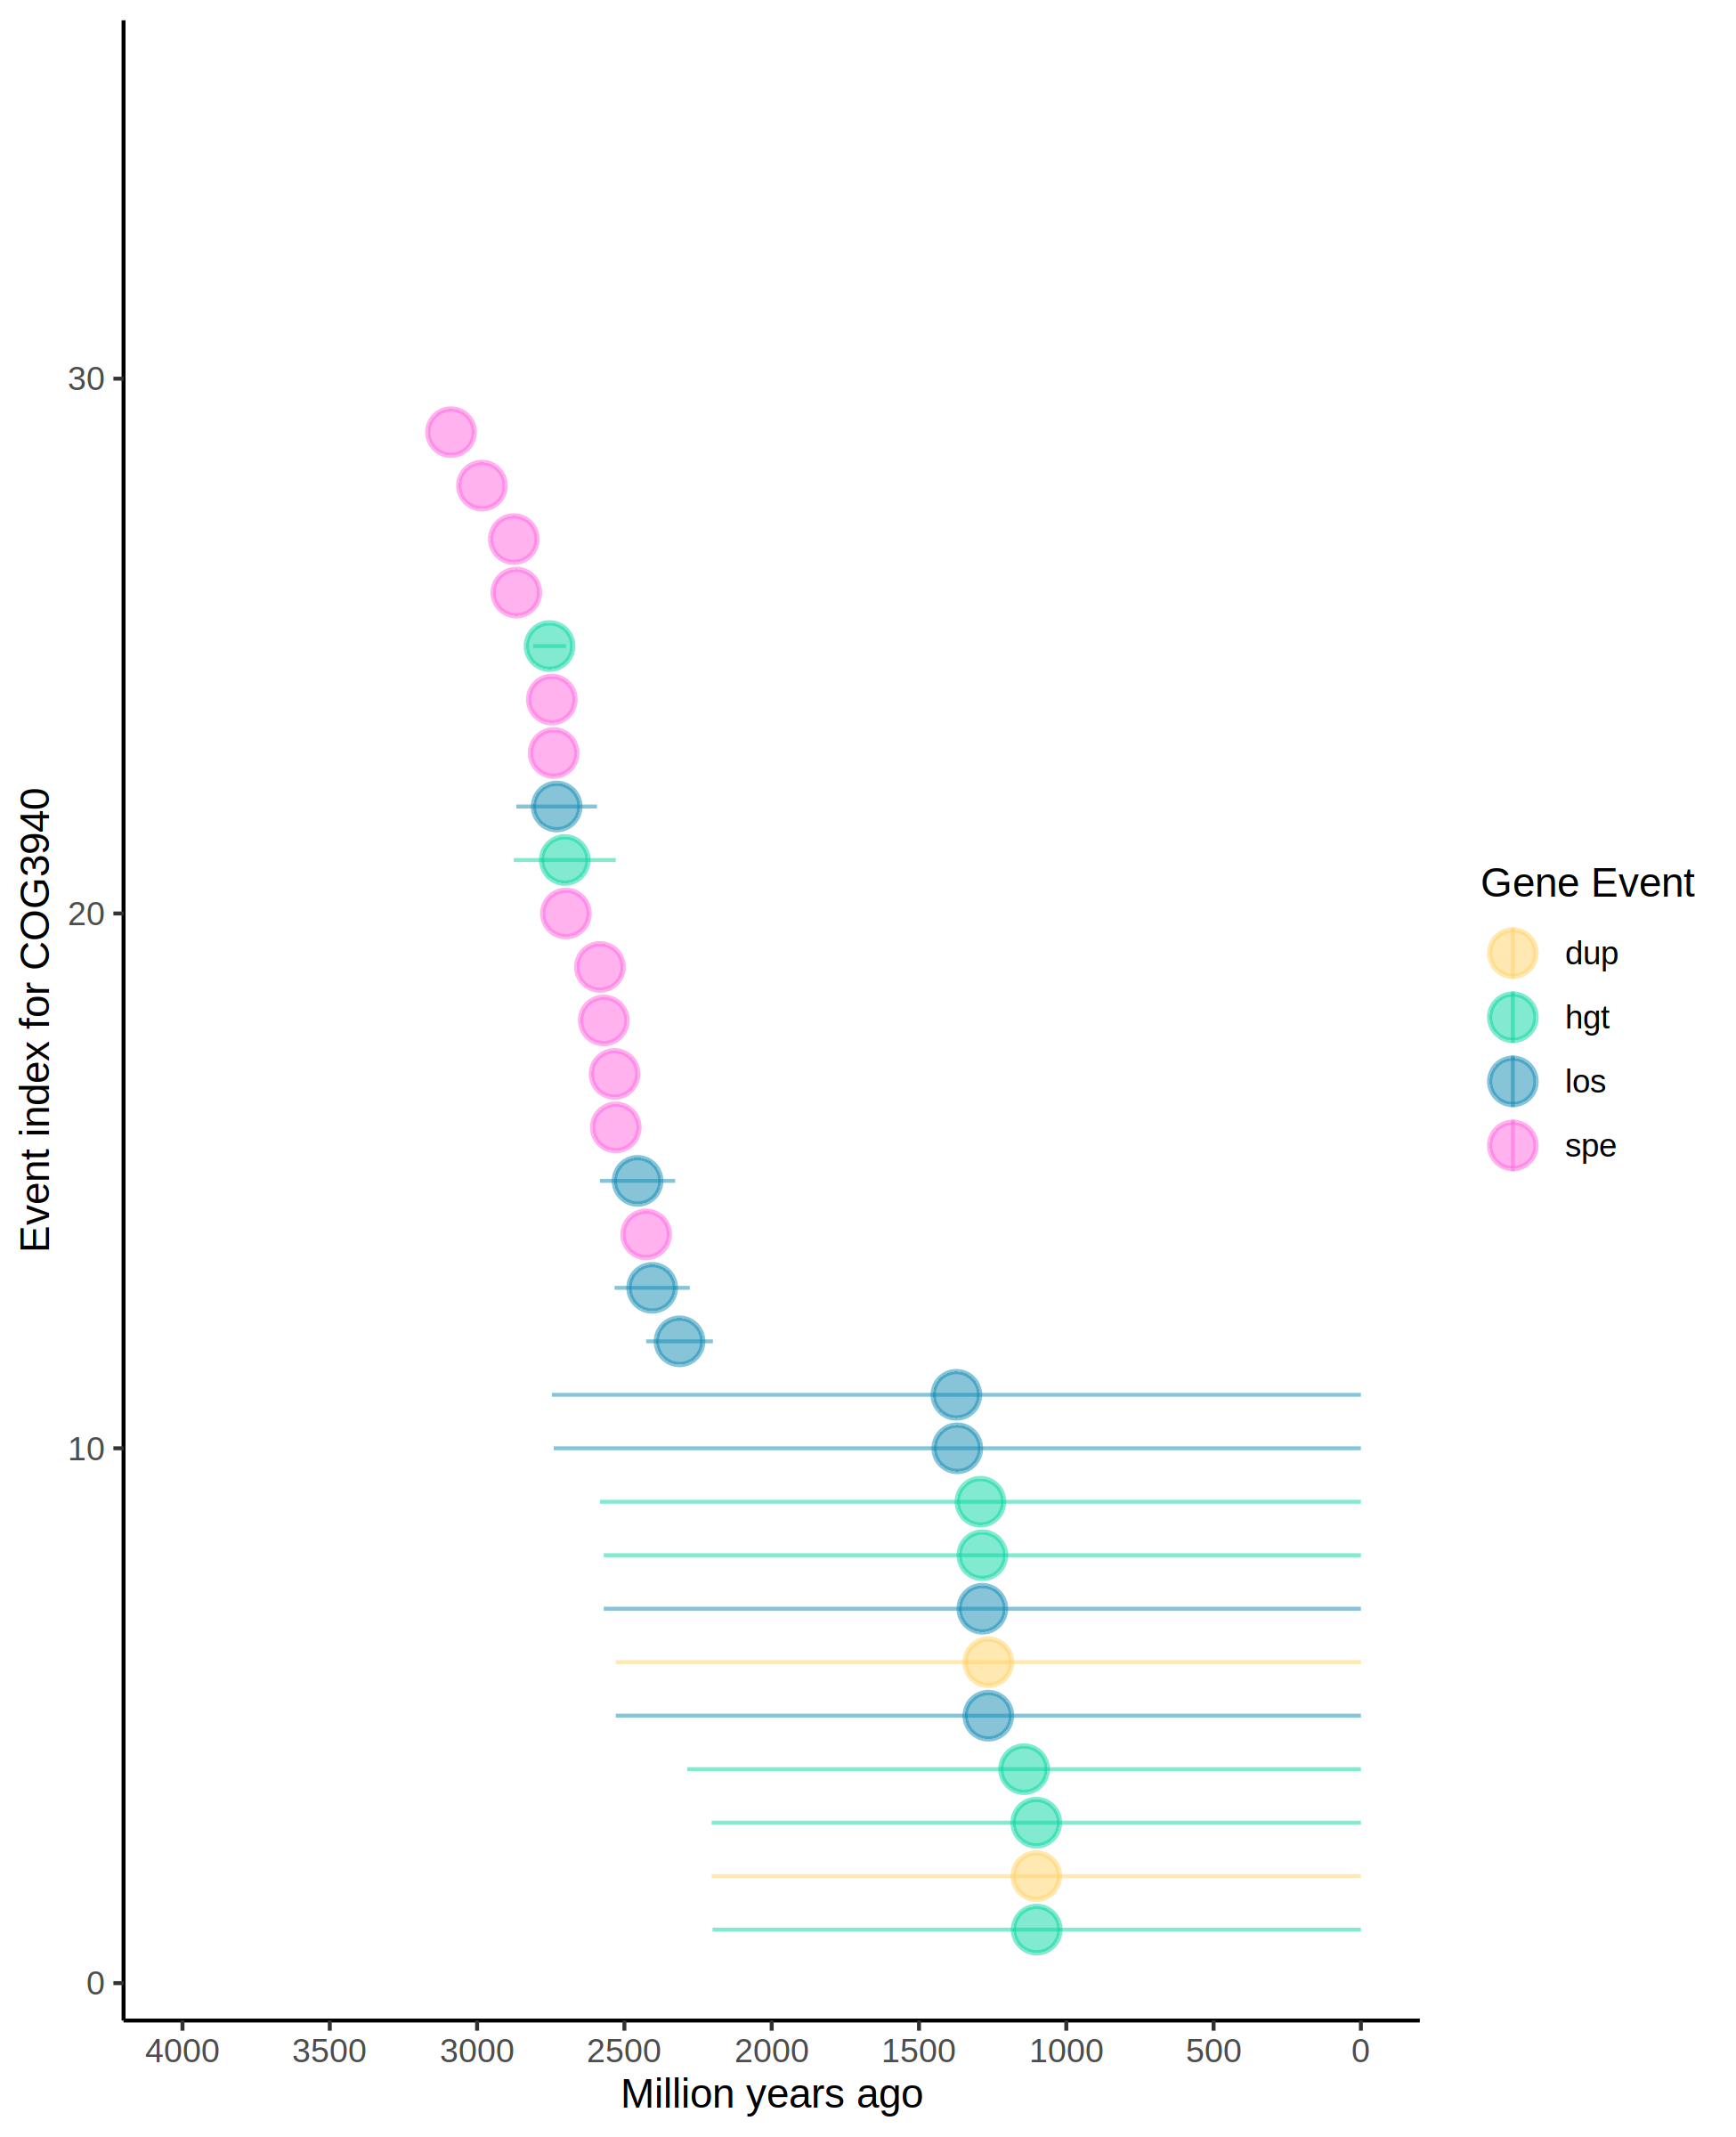 30
20
10
0
Event index for COG3940
4000 3500 3000 2500 2000 1500 1000 500 0
Million years ago
Gene Event
dup
hgt
los
spe